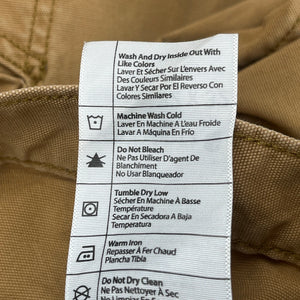 Wash And Dry Inside Out With
Like Colors
Laver Et Sécher Sur L'envers Avec
Des Couleurs Similaires
Lavar Y Secar Por El Reverso Con
Colores Similares
Machine Wash Cold
Laver En Machine A L'eau Froide
Lavar A Máquina En Frío
Do Not Bleach
Ne Pas Utiliser D'agent De
Blanchiment
No Usar Blanqueador
Tumble Dry Low
Sécher En Machine À Basse
Température
Secar En Secadora A Baja
Temperatura
Warm Iron
Repasser À Fer Chaud
Plancha Tibia
Do Not Dry Clean
Ne Pas Nettoyer À Sec
No Limpiar En